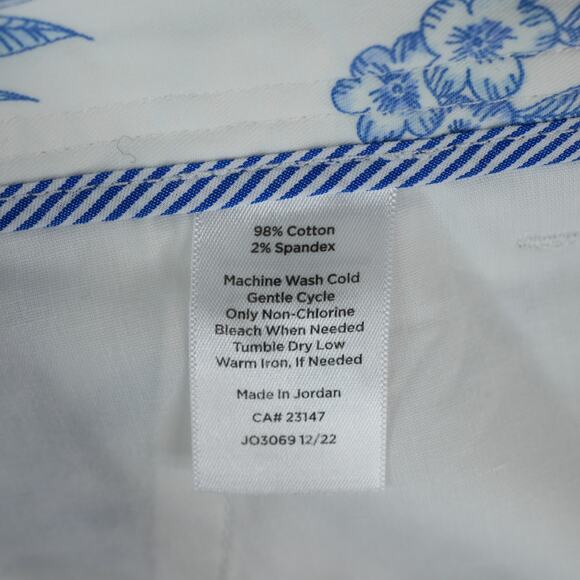 98% Cotton
2% Spandex
Machine Wash Cold
Gentle Cycle
Only Non-Chlorine
Bleach When Needed
Tumble Dry Low
Warm Iron, If Needed
Made In Jordan
CA# 23147
JO3069 12/22